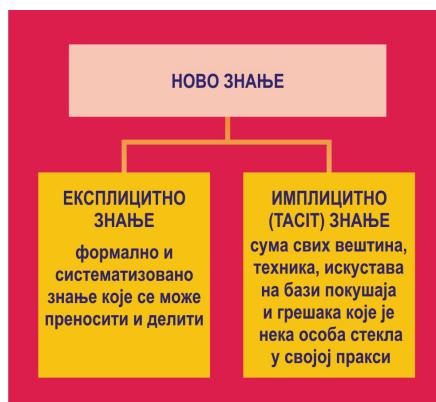 НОВО ЗНАЊЕ
ЕКСПЛИЦИТНО
ЗНАЊЕ
формално и
систематизовано
знање које се може
преносити и делити
ИМПЛИЦИТНО
(TACIT) ЗНАЊЕ
сума свих вештина,
техника, искустава
на бази покушаја
и грешака које је
нека особа стекла
у својој пракси